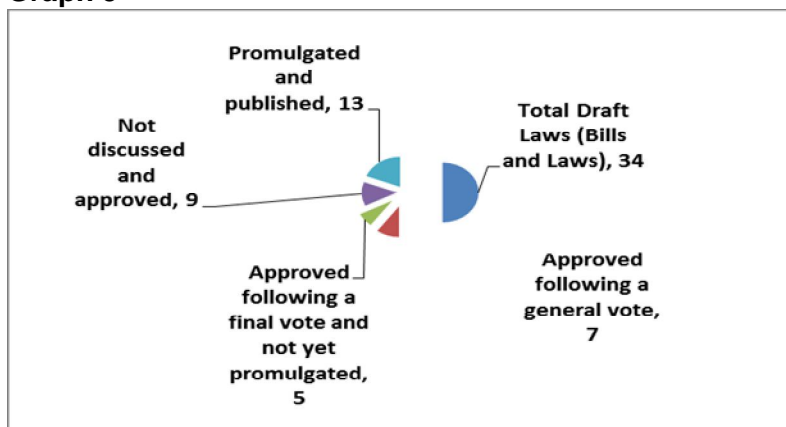 Promulgated
and
published, 13
Total Draft
Laws (Bills
and Laws), 34
Not
discussed
and
approved, 9
Approved
following a
final vote and
not yet
promulgated,
5
Approved
following a
general vote,
7